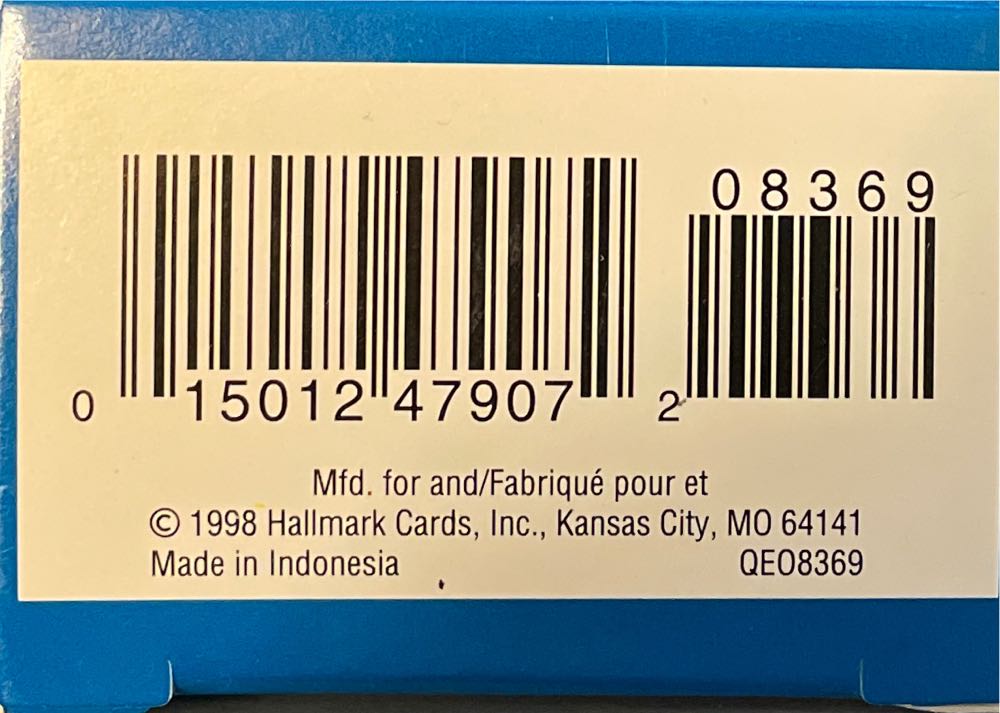 08369
0 15012 47907 2
Mfd. for and/Fabriqué pour et
© 1998 Hallmark Cards, Inc., Kansas City, MO 64141
Made in Indonesia QEO8369